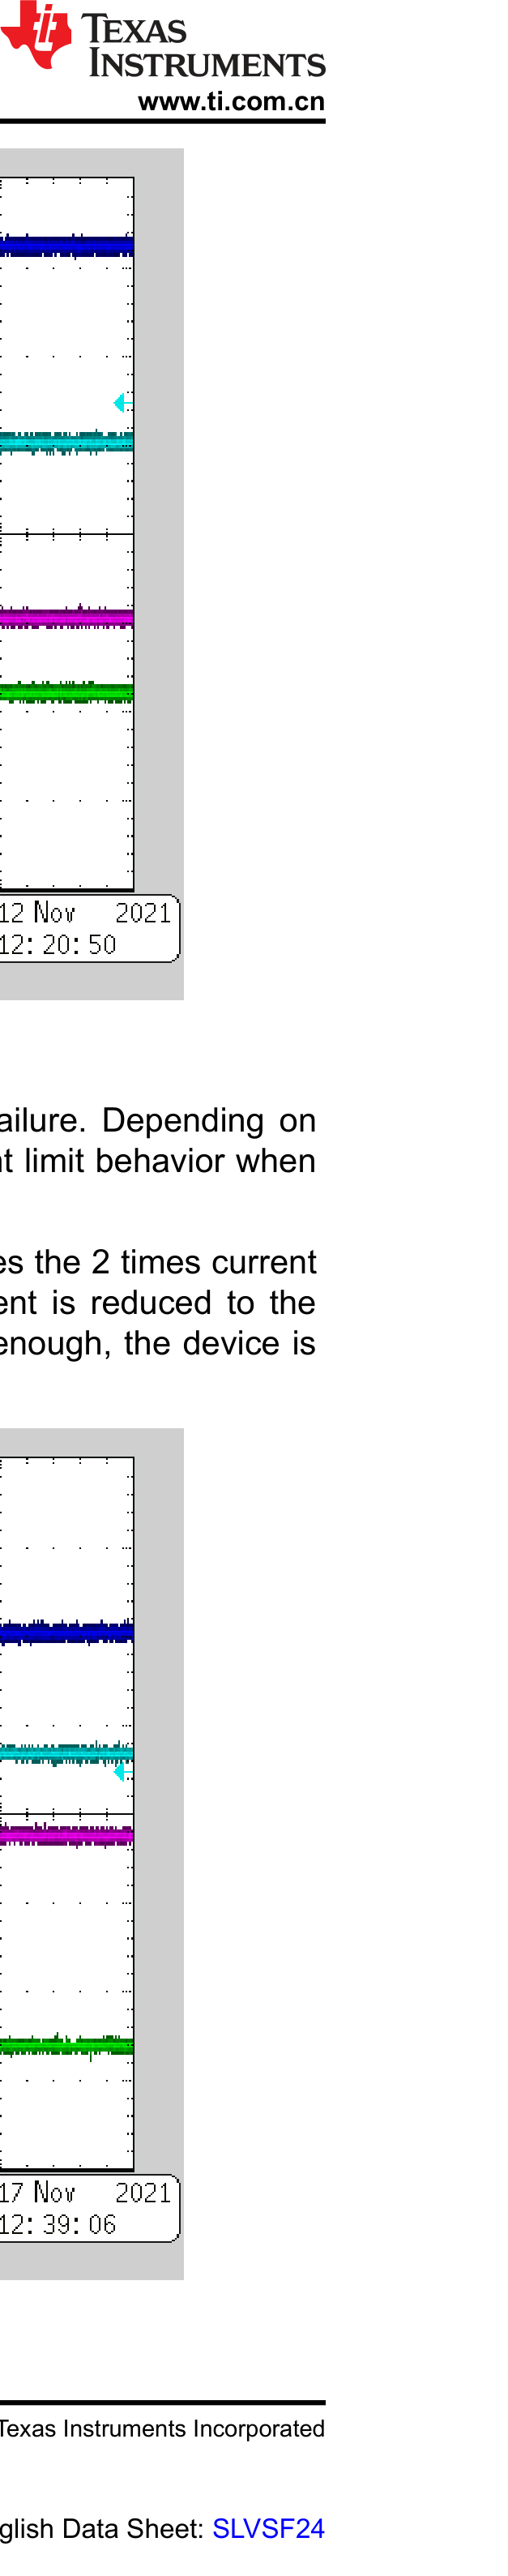 TEXAS
INSTRUMENTS
www.ti.com.cn
12 Nov 2021
12:20:50
ailure. Depending on
limit behavior when
the 2 times current
is reduced to the
enough, the device is
17 Nov 2021
12:39:06
Texas Instruments Incorporated
glish Data Sheet: SLVSF24